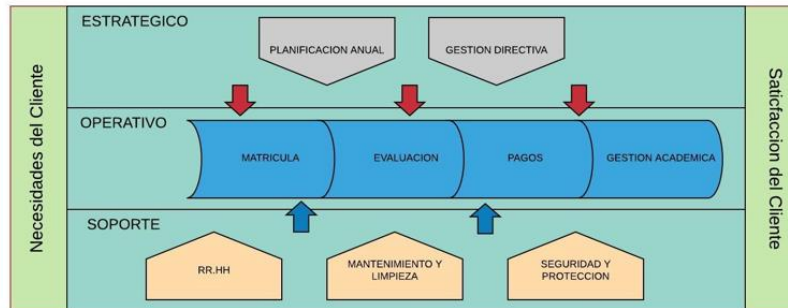 Necesidades del Cliente
ESTRATEGICO
PLANIFICACION ANUAL
GESTION DIRECTIVA
OPERATIVO
MATRICULA
EVALUACION
PAGOS
GESTION ACADEMICA
SOPORTE
RR.HH
MANTENIMIENTO Y
LIMPIEZA
SEGURIDAD Y
PROTECCION
Saticfaccion del Cliente